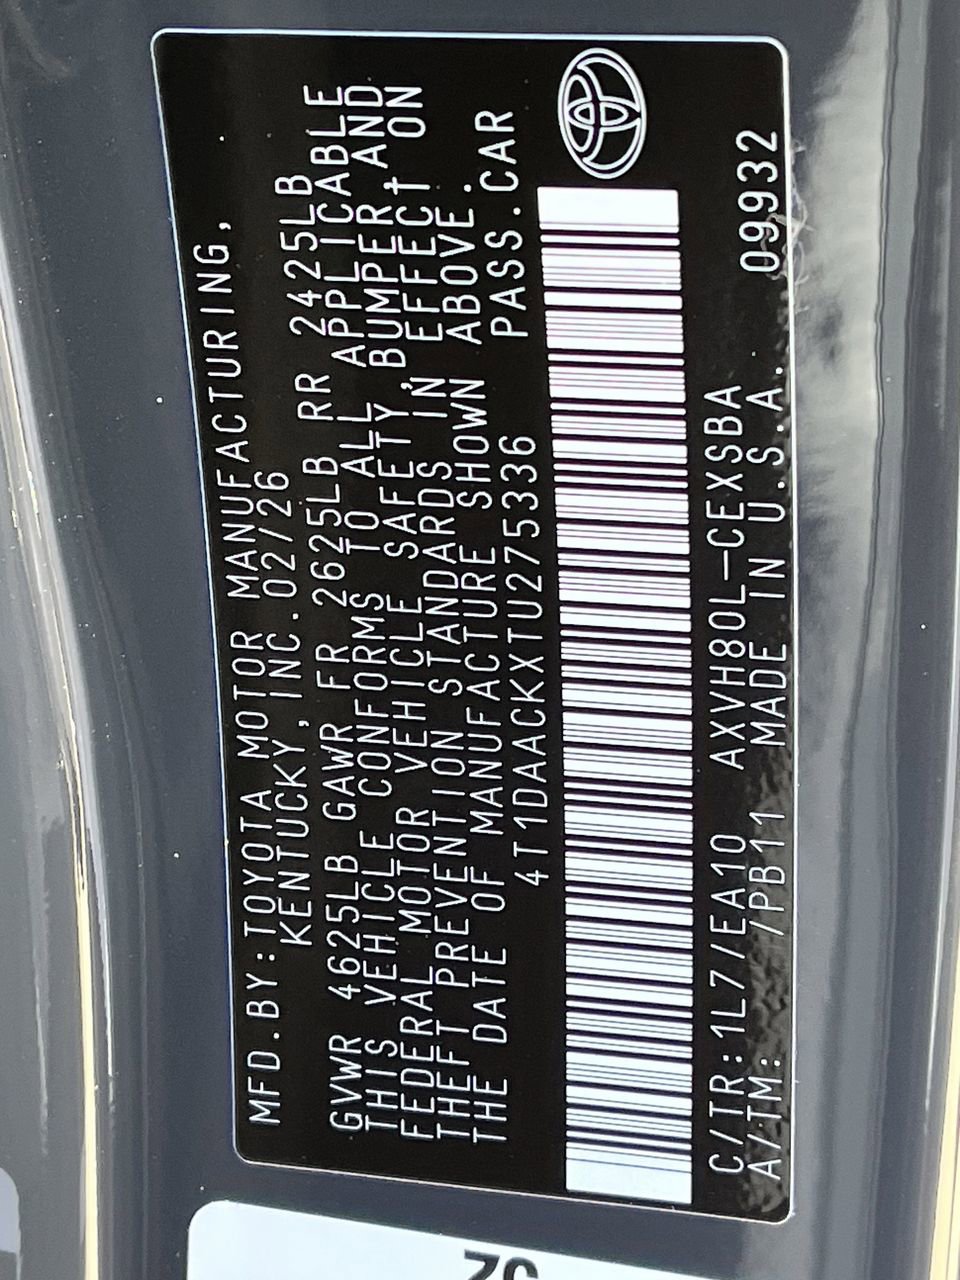 MFD.BY:TOYOTA MOTOR MANUFACTURING,
KENTUCKY,INC.02/26
GVWR 4625LB GAWR FR 2625LB RR 2425LB
THIS VEHICLE CONFORMS TO ALL APPLICABLE
FEDERAL MOTOR VEHICLE SAFETY,BUMPER,AND
THEFT PREVENTION STANDARDS IN EFFECT ON
THE DATE OF MANUFACTURE SHOWN ABOVE.
4T1DAACKXTU275336 PASS.CAR
C/TR:1L7/EA10 AXVH80L-CEXSBA 09932
A/TM: /PB11 MADE IN U.S.A.